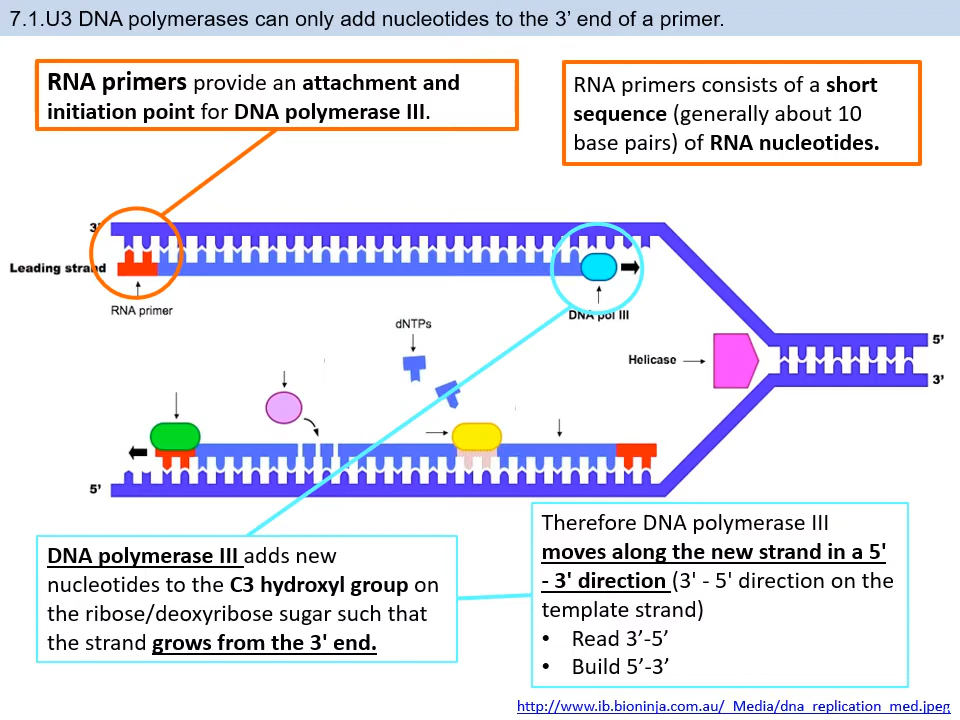 7.1.U3 DNA polymerases can only add nucleotides to the 3’ end of a primer.
RNA primers provide an attachment and
initiation point for DNA polymerase III.
RNA primers consists of a short
sequence (generally about 10
base pairs) of RNA nucleotides.
3'
Leading strand
RNA primer
DNA pol III
dNTPs
Helicase
5'
3'
5'
DNA polymerase III adds new
nucleotides to the C3 hydroxyl group on
the ribose/deoxyribose sugar such that
the strand grows from the 3' end.
Therefore DNA polymerase III
moves along the new strand in a 5'
- 3' direction (3' - 5' direction on the
template strand)
• Read 3’-5’
• Build 5’-3’
http://www.ib.bioninja.com.au/_Media/dna_replication_med.jpeg